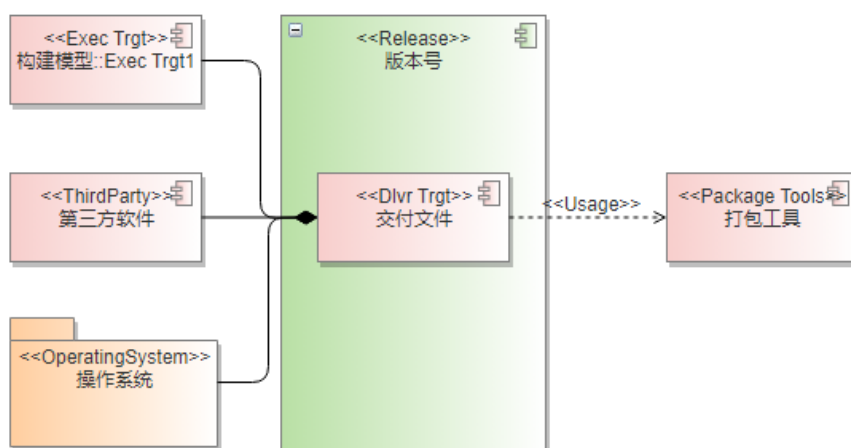 <<Exec Trgt>>
构建模型::Exec Trgt1
<<Release>>
版本号
<<ThirdParty>>
第三方软件
<<Dlvr Trgt>>
交付文件
<<Usage>>
<<Package Tools>>
打包工具
<<OperatingSystem>>
操作系统